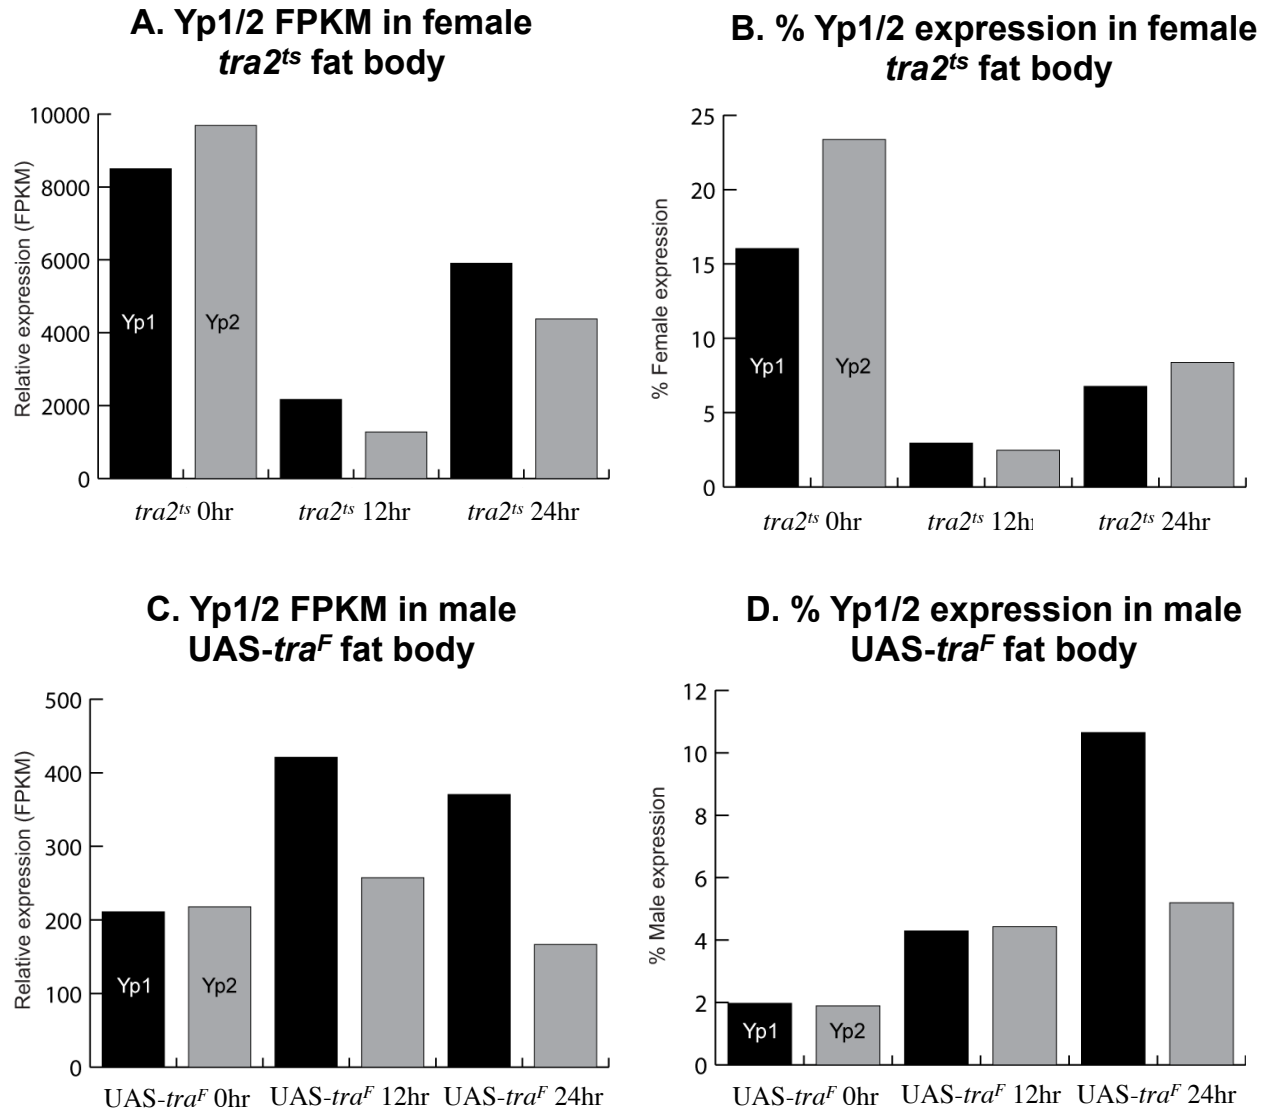 A. Yp1/2 FPKM in female
tra2ts fat body
10000
8000
6000
4000
2000
0
Relative expression (FPKM)
Yp1
Yp2
tra2ts 0hr
tra2ts 12hr
tra2ts 24hr
B. % Yp1/2 expression in female
tra2ts fat body
25
20
15
10
5
0
% Female expression
Yp1
Yp2
tra2ts 0hr
tra2ts 12hr
tra2ts 24hr
C. Yp1/2 FPKM in male
UAS-traF fat body
500
400
300
200
100
0
Relative expression (FPKM)
Yp1
Yp2
UAS-traF 0hr
UAS-traF 12hr
UAS-traF 24hr
D. % Yp1/2 expression in male
UAS-traF fat body
12
10
8
6
4
2
0
% Male expression
Yp1
Yp2
UAS-traF 0hr
UAS-traF 12hr
UAS-traF 24hr